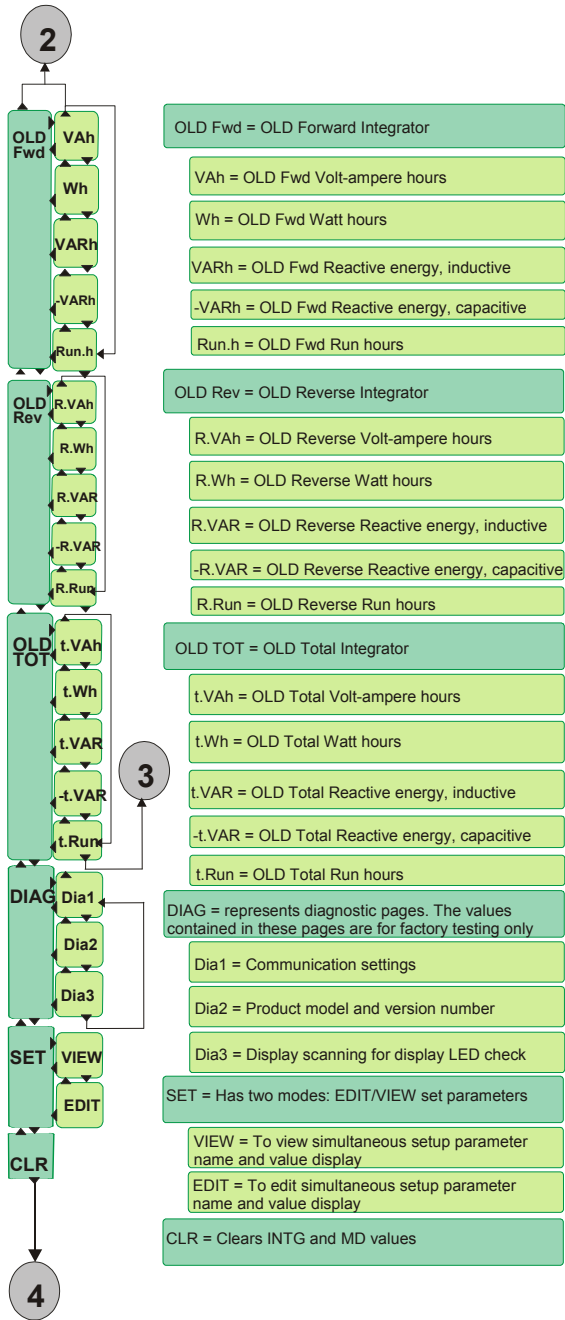 2
OLD
Fwd
VAh
Wh
VARh
-VARh
Run.h
OLD Fwd = OLD Forward Integrator
VAh = OLD Fwd Volt-ampere hours
Wh = OLD Fwd Watt hours
VARh = OLD Fwd Reactive energy, inductive
-VARh = OLD Fwd Reactive energy, capacitive
Run.h = OLD Fwd Run hours
OLD
Rev
R.VAh
R.Wh
R.VAR
-R.VAR
R.Run
OLD Rev = OLD Reverse Integrator
R.VAh = OLD Reverse Volt-ampere hours
R.Wh = OLD Reverse Watt hours
R.VAR = OLD Reverse Reactive energy, inductive
-R.VAR = OLD Reverse Reactive energy, capacitive
R.Run = OLD Reverse Run hours
OLD
TOT
t.VAh
t.Wh
t.VAR
-t.VAR
t.Run
3
OLD TOT = OLD Total Integrator
t.VAh = OLD Total Volt-ampere hours
t.Wh = OLD Total Watt hours
t.VAR = OLD Total Reactive energy, inductive
-t.VAR = OLD Total Reactive energy, capacitive
t.Run = OLD Total Run hours
DIAG
Dia1
Dia2
Dia3
DIAG = represents diagnostic pages. The values
contained in these pages are for factory testing only
Dia1 = Communication settings
Dia2 = Product model and version number
Dia3 = Display scanning for display LED check
SET
VIEW
EDIT
SET = Has two modes: EDIT/VIEW set parameters
VIEW = To view simultaneous setup parameter
name and value display
EDIT = To edit simultaneous setup parameter
name and value display
CLR
CLR = Clears INTG and MD values
4